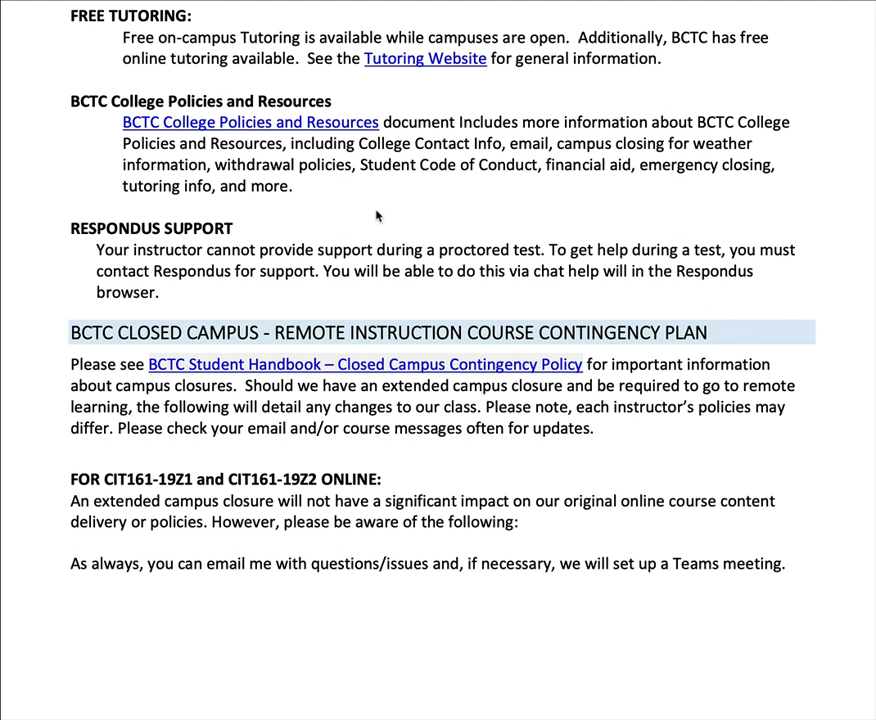 FREE TUTORING:
Free on-campus Tutoring is available while campuses are open.  Additionally, BCTC has free
online tutoring available.  See the Tutoring Website for general information.
BCTC College Policies and Resources
BCTC College Policies and Resources document Includes more information about BCTC College
Policies and Resources, including College Contact Info, email, campus closing for weather
information, withdrawal policies, Student Code of Conduct, financial aid, emergency closing,
tutoring info, and more.
RESPONDUS SUPPORT
Your instructor cannot provide support during a proctored test. To get help during a test, you must
contact Respondus for support. You will be able to do this via chat help will in the Respondus
browser.
BCTC CLOSED CAMPUS - REMOTE INSTRUCTION COURSE CONTINGENCY PLAN
Please see BCTC Student Handbook – Closed Campus Contingency Policy for important information
about campus closures.  Should we have an extended campus closure and be required to go to remote
learning, the following will detail any changes to our class. Please note, each instructor’s policies may
differ. Please check your email and/or course messages often for updates.
FOR CIT161-19Z1 and CIT161-19Z2 ONLINE:
An extended campus closure will not have a significant impact on our original online course content
delivery or policies. However, please be aware of the following:
As always, you can email me with questions/issues and, if necessary, we will set up a Teams meeting.